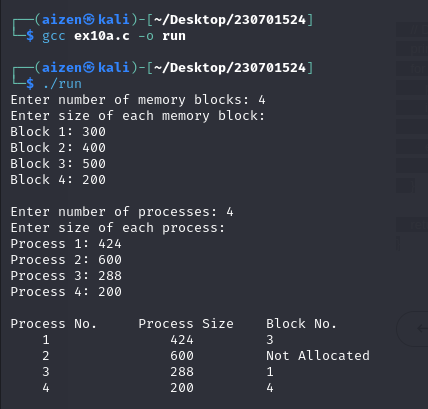 ┌──(aizen㉿kali)-[~/Desktop/230701524]
└─$ gcc ex10a.c -o run
┌──(aizen㉿kali)-[~/Desktop/230701524]
└─$ ./run
Enter number of memory blocks: 4
Enter size of each memory block:
Block 1: 300
Block 2: 400
Block 3: 500
Block 4: 200
Enter number of processes: 4
Enter size of each process:
Process 1: 424
Process 2: 600
Process 3: 288
Process 4: 200
Process No. Process Size Block No.
1 424 3
2 600 Not Allocated
3 288 1
4 200 4